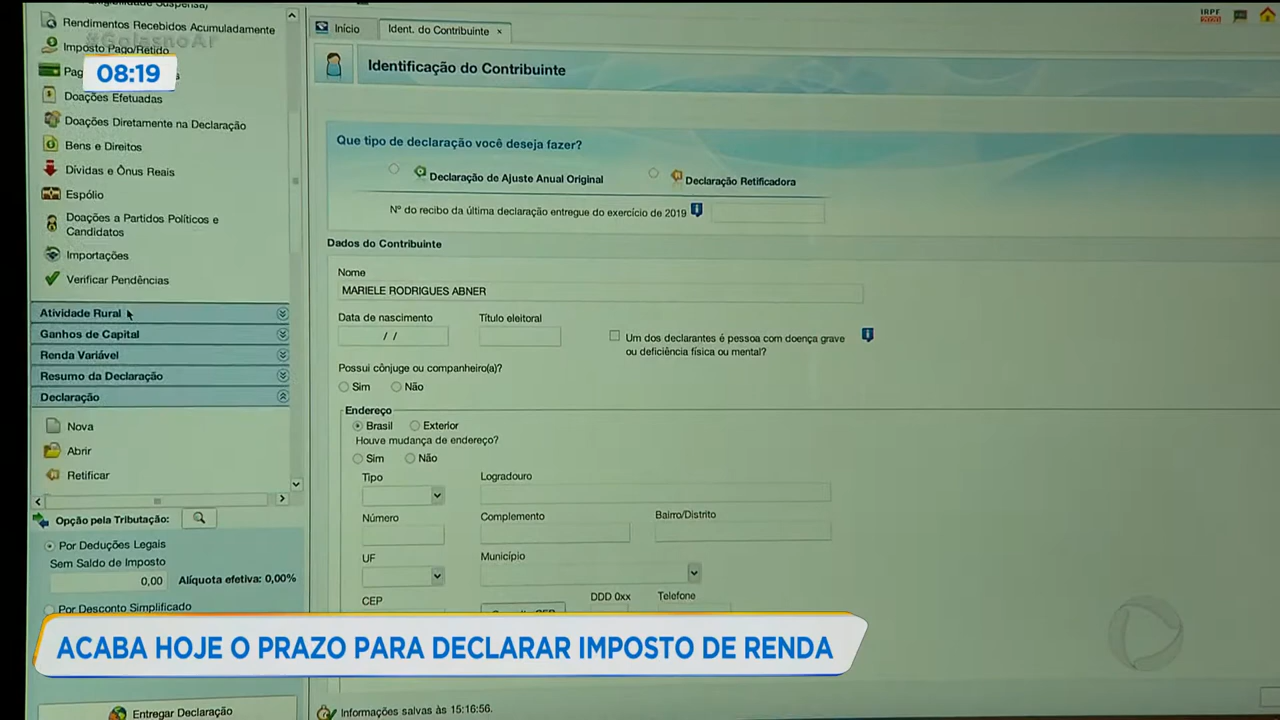 Rendimentos Recebidos Acumuladamente
#GoiásnoAr
Imposto Pago/Retido
08:19
Doações Efetuadas
Doações Diretamente na Declaração
Bens e Direitos
Dívidas e Ônus Reais
Espólio
Doações a Partidos Políticos e
Candidatos
Importações
Verificar Pendências
Atividade Rural
Ganhos de Capital
Renda Variável
Resumo da Declaração
Declaração
Nova
Abrir
Retificar
Opção pela Tributação:
Por Deduções Legais
Sem Saldo de Imposto
0,00 Alíquota efetiva: 0,00%
Por Desconto Simplificado
Entregar Declaração
Início
Ident. do Contribuinte ×
IRPF
2020
Identificação do Contribuinte
Que tipo de declaração você deseja fazer?
Declaração de Ajuste Anual Original
Declaração Retificadora
Nº do recibo da última declaração entregue do exercício de 2019
Dados do Contribuinte
Nome
MARIELE RODRIGUES ABNER
Data de nascimento
Título eleitoral
/ /
Um dos declarantes é pessoa com doença grave
ou deficiência física ou mental?
Possui cônjuge ou companheiro(a)?
Sim Não
Endereço
Brasil Exterior
Houve mudança de endereço?
Sim Não
Tipo
Logradouro
Número
Complemento
Bairro/Distrito
UF
Município
CEP
DDD 0xx
Telefone
ACABA HOJE O PRAZO PARA DECLARAR IMPOSTO DE RENDA
Informações salvas às 15:16:56.